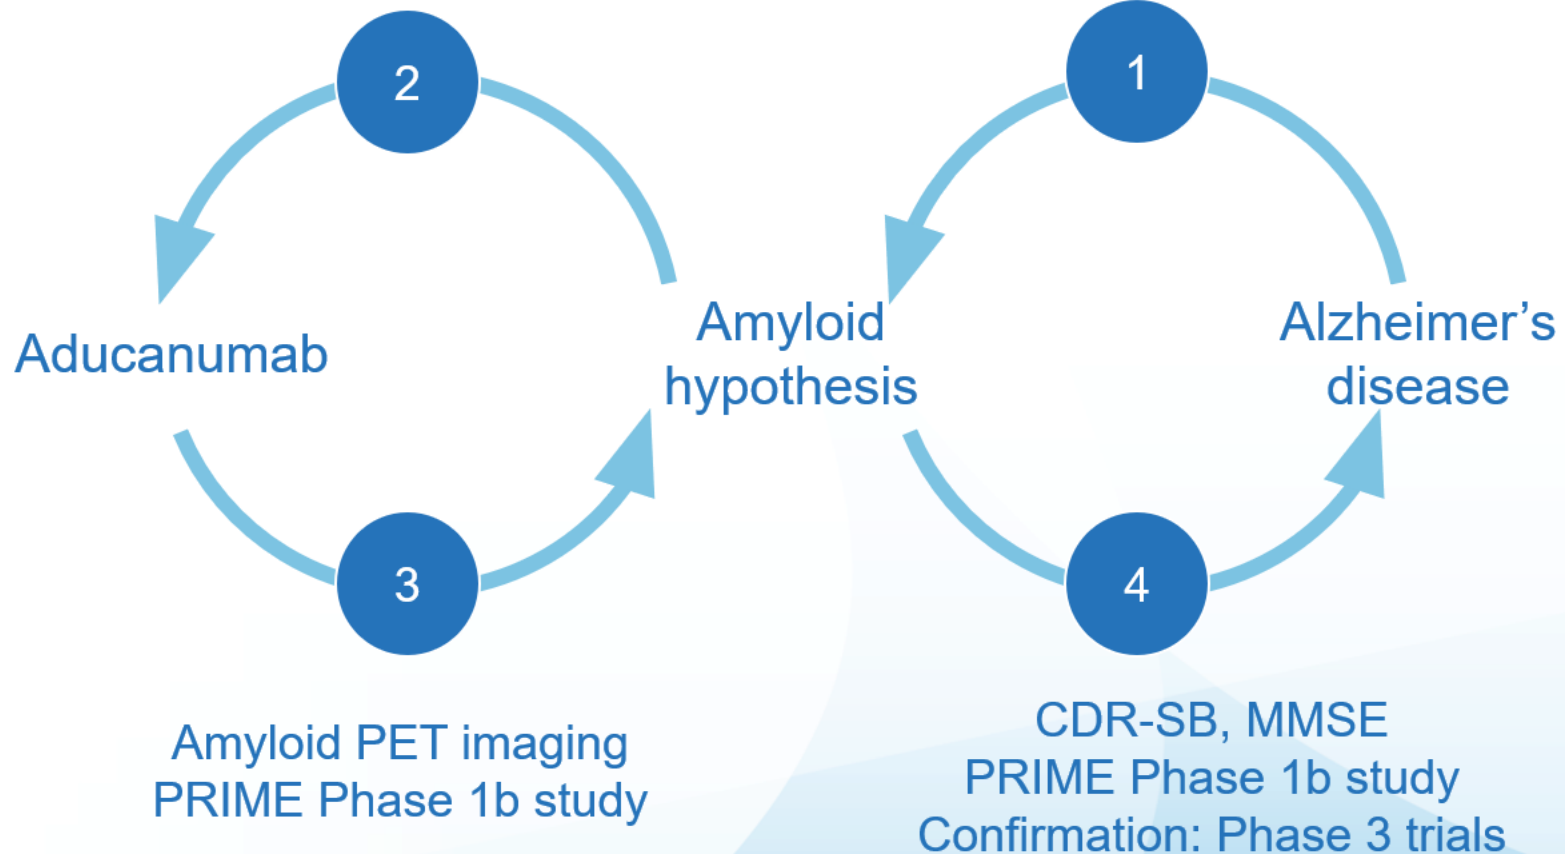 2
1
Aducanumab
Amyloid
hypothesis
Alzheimer’s
disease
3
4
Amyloid PET imaging
PRIME Phase 1b study
CDR-SB, MMSE
PRIME Phase 1b study
Confirmation: Phase 3 trials